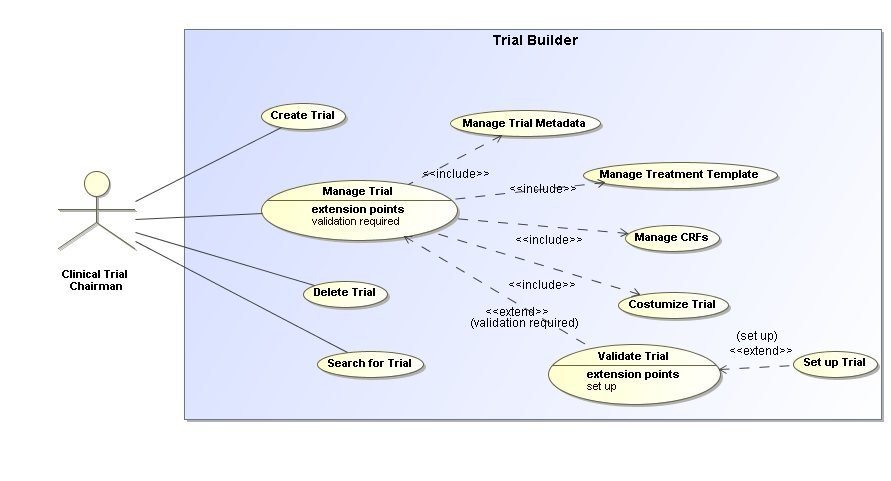 Trial Builder
Create Trial
Manage Trial Metadata
<<include>>
Manage Treatment Template
<<include>>
Manage Trial
extension points
validation required
Manage CRFs
<<include>>
Clinical Trial
Chairman
<<include>>
Delete Trial
Costumize Trial
<<extend>>
(validation required)
(set up)
<<extend>>
Search for Trial
Validate Trial
extension points
set up
Set up Trial